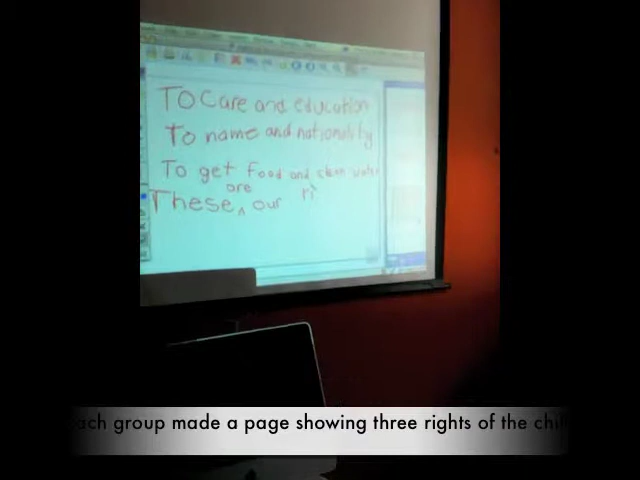 To care and education
To name and nationality
To get food and clean water
are
These ^ our ri
ach group made a page showing three rights of the chi